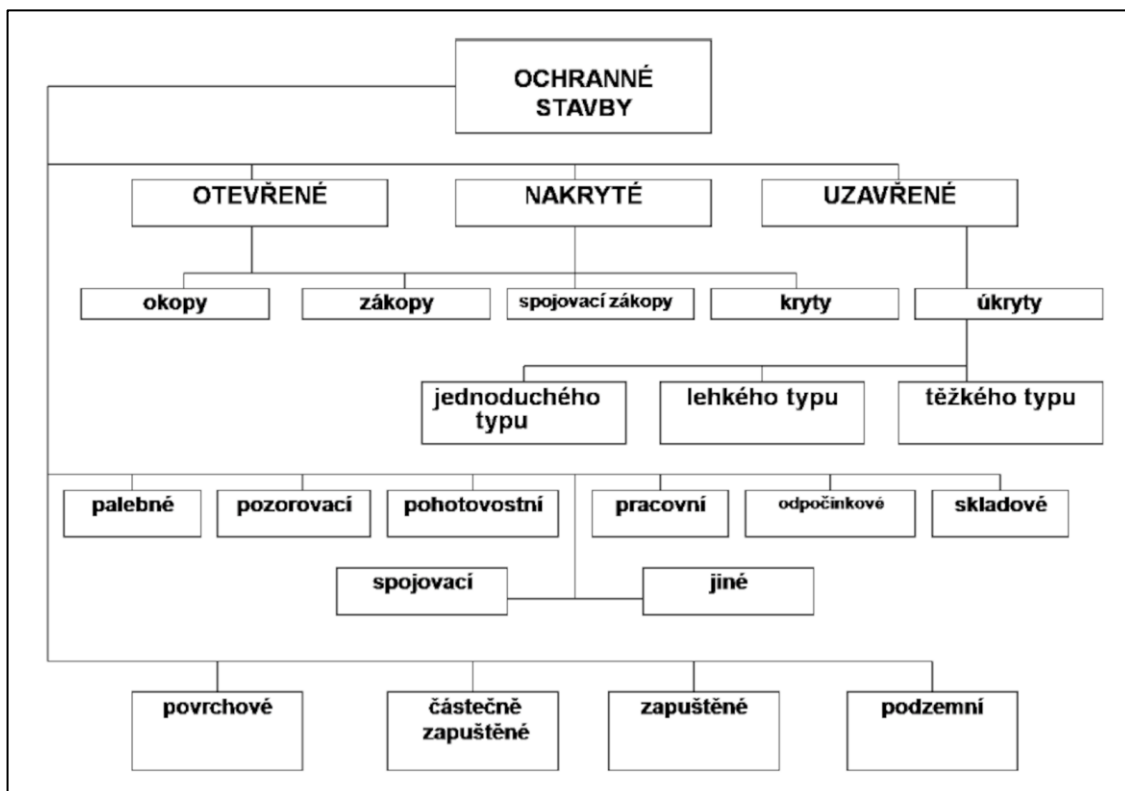 OCHRANNÉ
STAVBY
OTEVŘENÉ
NAKRYTÉ
UZAVŘENÉ
okopy
zákopy
spojovací zákopy
kryty
úkryty
jednoduchého
typu
lehkého typu
těžkého typu
palebné
pozorovací
pohotovostní
pracovní
odpočinkové
skladové
spojovací
jiné
povrchové
částečně
zapuštěné
zapuštěné
podzemní